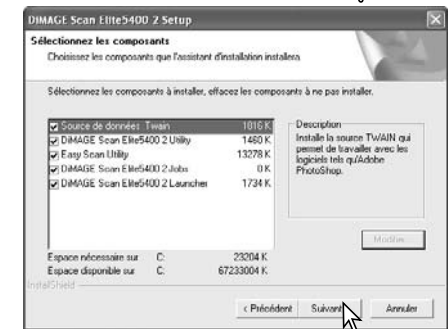 DiMAGE Scan Elite5400 2 Setup
Sélectionnez les composants
Choisissez les composants que l'assistant d'installation installera
Sélectionnez les composants à installer, effacez les composants à ne pas installer.
Source de données Twain 1016 K
DiMAGE Scan Elite5400 2 Utility 1460 K
Easy Scan Utility 13278 K
DiMAGE Scan Elite5400 2 Jobs 0 K
DiMAGE Scan Elite5400 2 Launcher 1734 K
Description
Installe la source TWAIN qui
permet de travailler avec les
logiciels tels qu'Adobe
PhotoShop.
Modifier...
Espace nécessaire sur C: 23204 K
Espace disponible sur C: 67233004 K
InstallShield
< Précédent Suivant Annuler